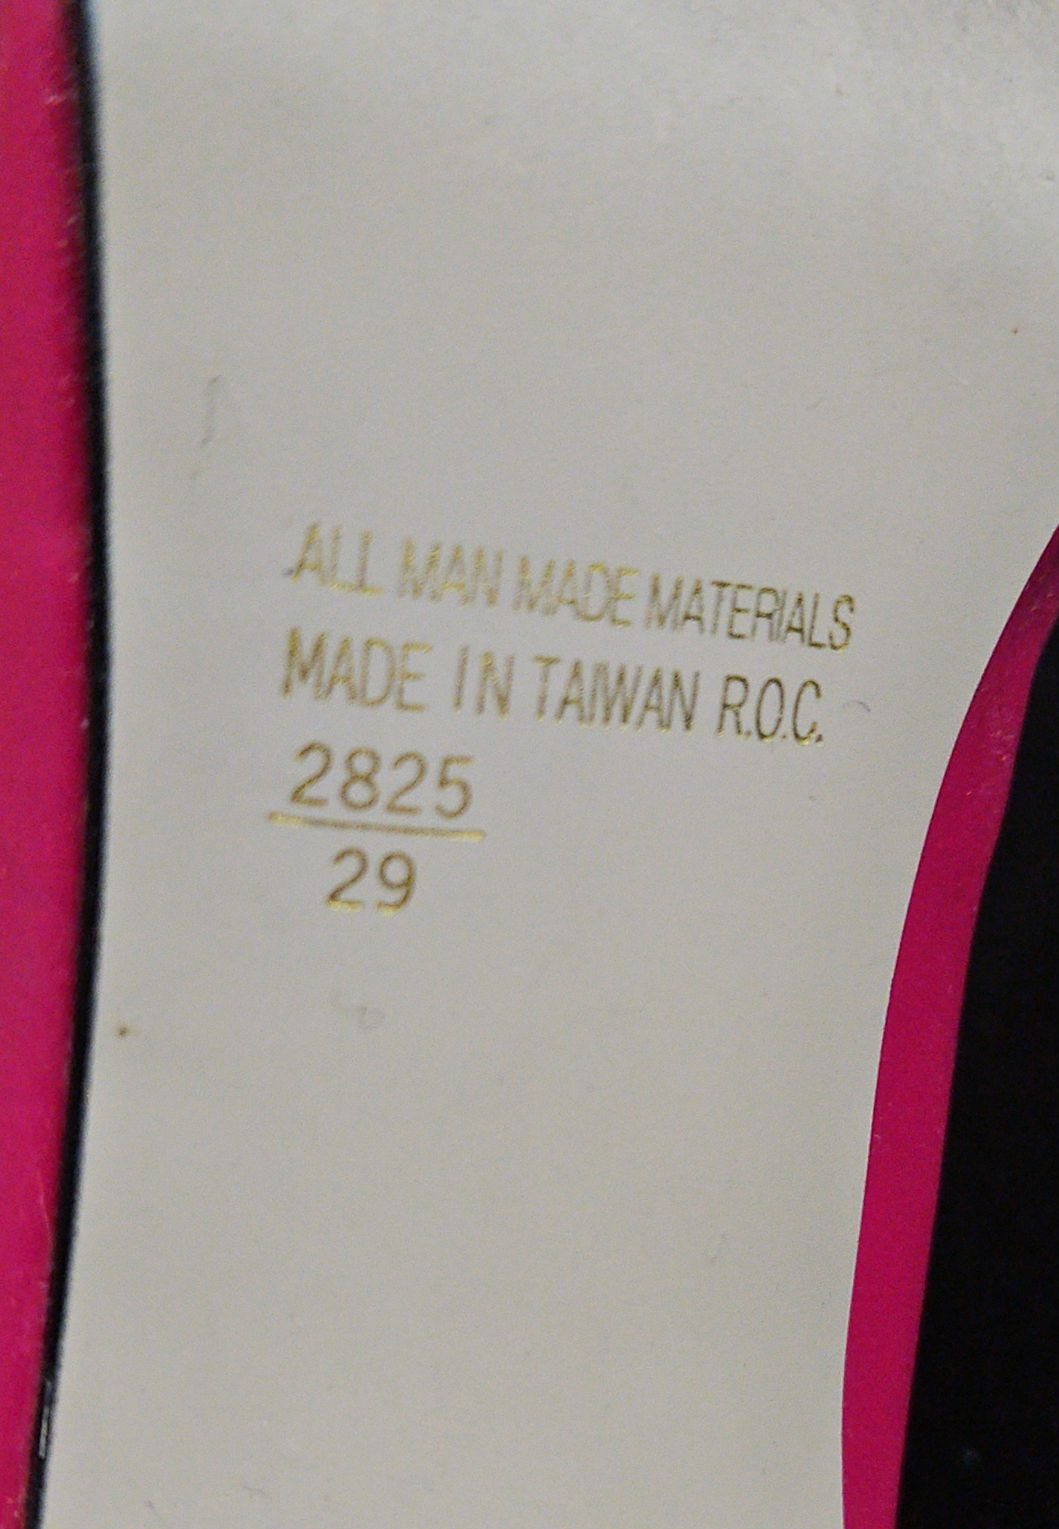 ALL MAN MADE MATERIALS
MADE IN TAIWAN R.O.C.
2825
29